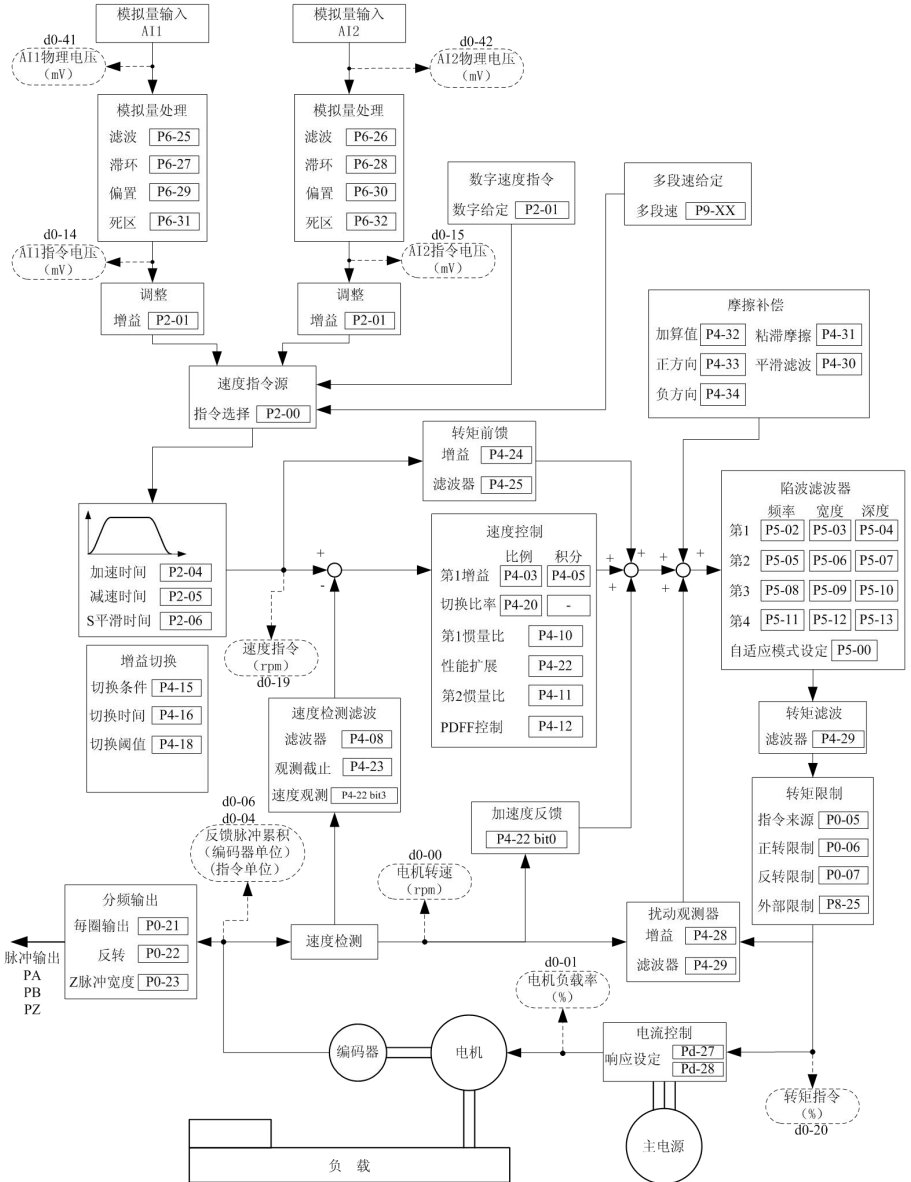 模拟量输入
AI1
模拟量输入
AI2
d0-41
AI1物理电压
（mV）
d0-42
AI2物理电压
（mV）
模拟量处理
滤波 P6-25
滞环 P6-27
偏置 P6-29
死区 P6-31
模拟量处理
滤波 P6-26
滞环 P6-28
偏置 P6-30
死区 P6-32
数字速度指令
数字给定 P2-01
多段速给定
多段速 P9-XX
d0-14
AI1指令电压
（mV）
d0-15
AI2指令电压
（mV）
调整
增益 P2-01
调整
增益 P2-01
摩擦补偿
加算值 P4-32 粘滞摩擦 P4-31
正方向 P4-33 平滑滤波 P4-30
负方向 P4-34
速度指令源
指令选择 P2-00
转矩前馈
增益 P4-24
滤波器 P4-25
陷波滤波器
频率 宽度 深度
第1 P5-02 P5-03 P5-04
第2 P5-05 P5-06 P5-07
第3 P5-08 P5-09 P5-10
第4 P5-11 P5-12 P5-13
自适应模式设定 P5-00
加速时间 P2-04
减速时间 P2-05
S平滑时间 P2-06
+
-
速度控制
比例 积分
第1增益 P4-03 P4-05
切换比率 P4-20 -
第1惯量比 P4-10
性能扩展 P4-22
第2惯量比 P4-11
PDFF控制 P4-12
+
+
+
+
+
+
速度指令
（rpm）
d0-19
增益切换
切换条件 P4-15
切换时间 P4-16
切换阈值 P4-18
速度检测滤波
滤波器 P4-08
观测截止 P4-23
速度观测 P4-22 bit3
转矩滤波
滤波器 P4-29
转矩限制
指令来源 P0-05
正转限制 P0-06
反转限制 P0-07
外部限制 P8-25
加速度反馈
P4-22 bit0
d0-06
d0-04
反馈脉冲累积
（编码器单位）
(指令单位)
d0-00
电机转速
（rpm）
分频输出
每圈输出 P0-21
反转 P0-22
Z脉冲宽度 P0-23
脉冲输出
PA
PB
PZ
速度检测
扰动观测器
增益 P4-28
滤波器 P4-29
d0-01
电机负载率
（%）
编码器
电机
电流控制
响应设定 Pd-27
Pd-28
转矩指令
（%）
d0-20
主电源
负 载